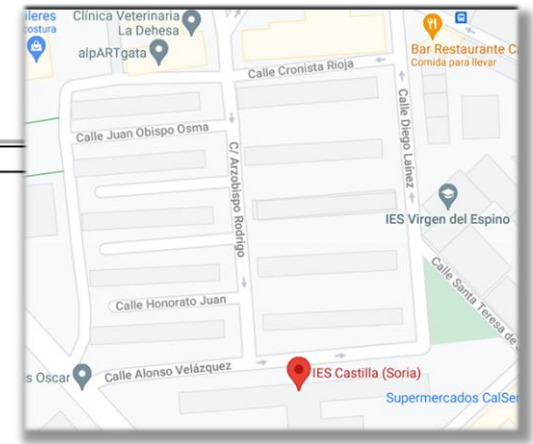 ileres
costura
Clínica Veterinaria
La Dehesa
alpARTgata
Bar Restaurante C
Comida para llevar
Calle Cronista Rioja
Calle Juan Obispo Osma
C/ Arzobispo Rodrigo
Calle Diego Laínez
IES Virgen del Espino
Calle Santa Teresa de
Calle Honorato Juan
s Oscar
Calle Alonso Velázquez
IES Castilla (Soria)
Supermercados CalSer